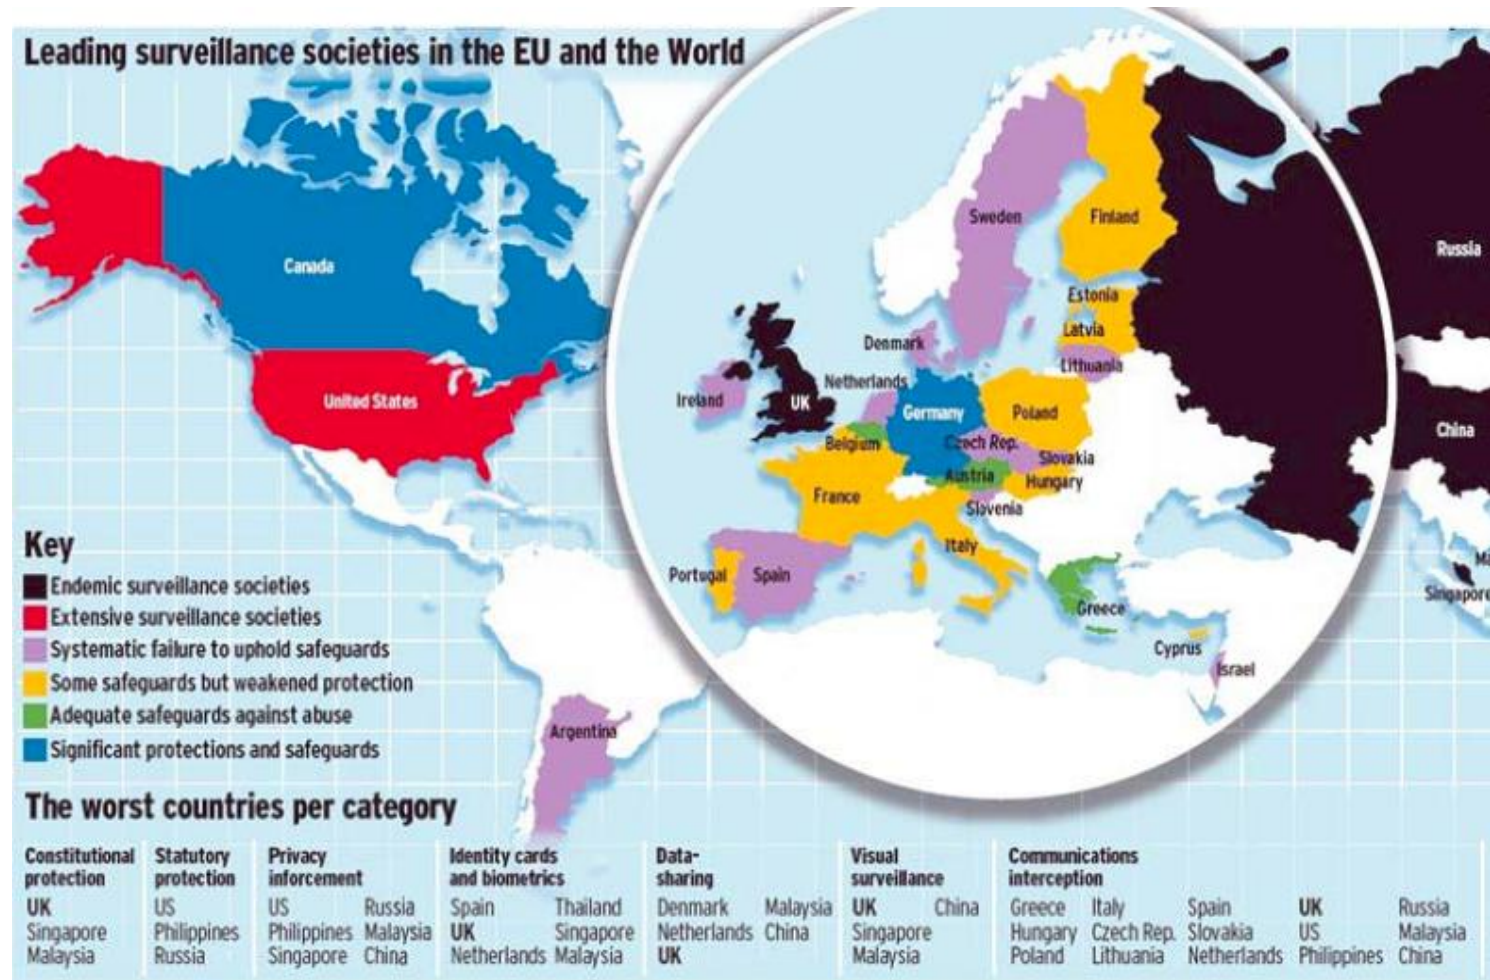 Leading surveillance societies in the EU and the World
Canada
United States
Argentina
Sweden
Finland
Estonia
Latvia
Lithuania
Denmark
Netherlands
Ireland
UK
Germany
Poland
Belgium
Czech Rep.
Slovakia
Austria
Hungary
France
Slovenia
Italy
Portugal
Spain
Greece
Cyprus
Israel
Russia
China
Singapore
Key
Endemic surveillance societies
Extensive surveillance societies
Systematic failure to uphold safeguards
Some safeguards but weakened protection
Adequate safeguards against abuse
Significant protections and safeguards
The worst countries per category
Constitutional
protection
UK
Singapore
Malaysia
Statutory
protection
US
Philippines
Russia
Privacy
inforcement
US Russia
Philippines Malaysia
Singapore China
Identity cards
and biometrics
Spain Thailand
UK Singapore
Netherlands Malaysia
Data-
sharing
Denmark Malaysia
Netherlands China
UK
Visual
surveillance
UK China
Singapore
Malaysia
Communications
interception
Greece Italy Spain UK Russia
Hungary Czech Rep. Slovakia US Malaysia
Poland Lithuania Netherlands Philippines China